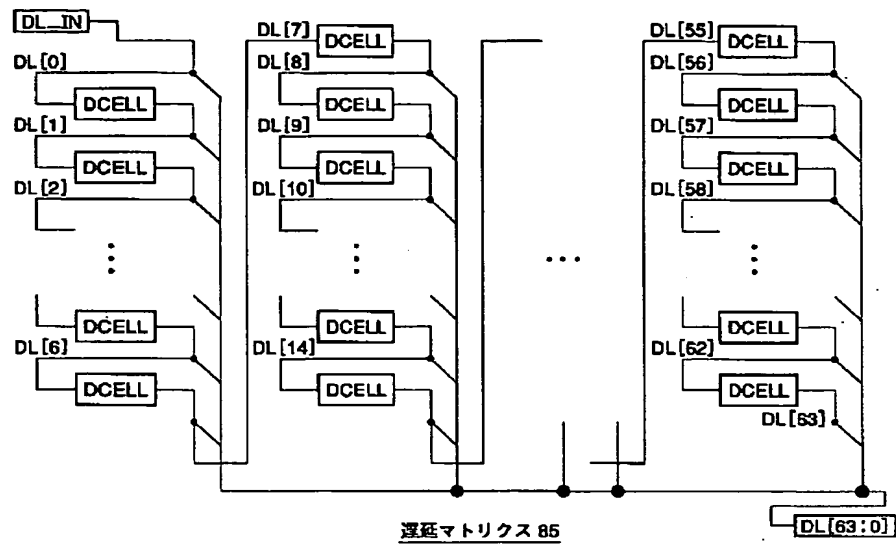 DL_IN
DL[0]
DCELL
DL[1]
DCELL
DL[2]
DCELL
DL[6]
DCELL
DL[7]
DCELL
DL[8]
DCELL
DL[9]
DCELL
DL[10]
DCELL
DL[14]
DCELL
DL[55]
DCELL
DL[56]
DCELL
DL[57]
DCELL
DL[58]
DCELL
DL[62]
DCELL
DL[63]
DL[63:0]
遅延マトリクス 85